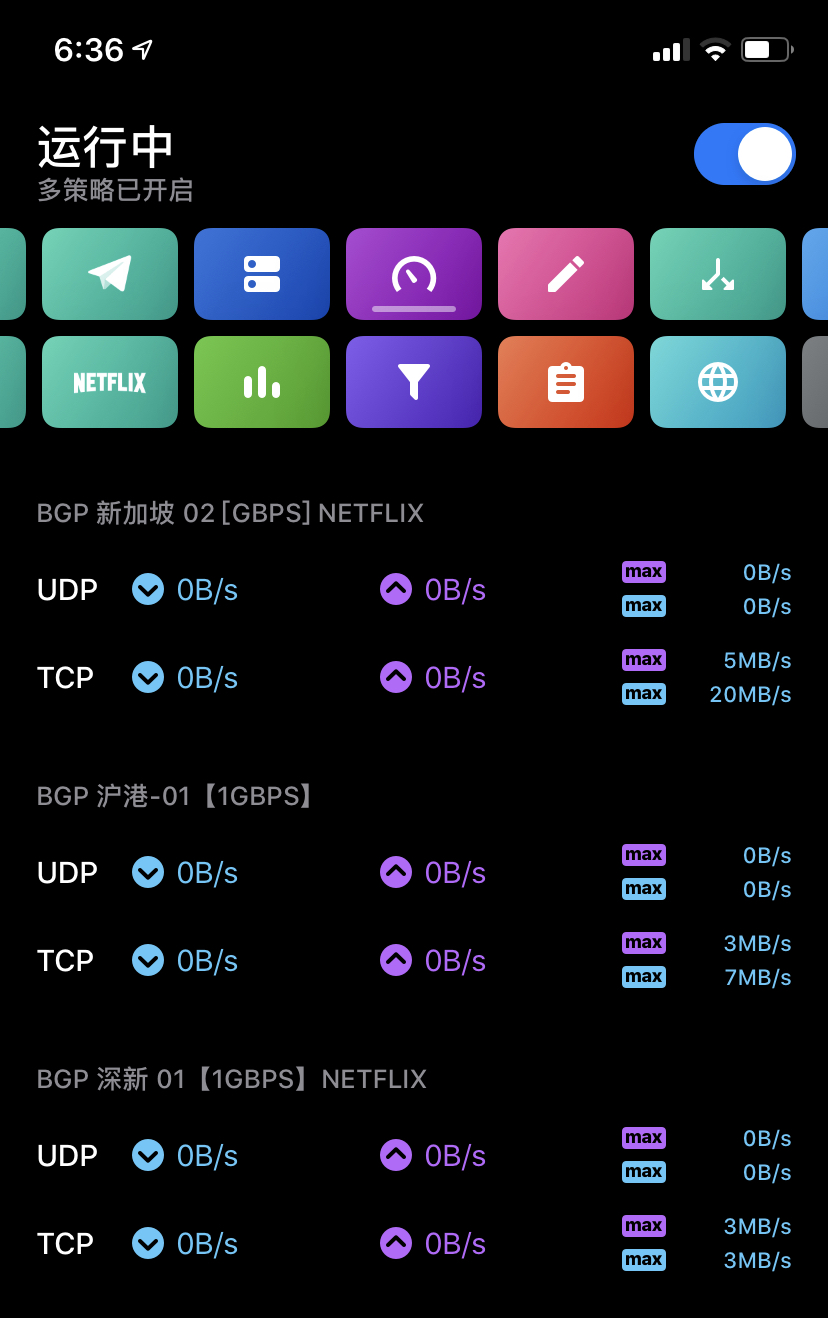 6:36
运行中
多策略已开启
NETFLIX
BGP 新加坡 02 [GBPS] NETFLIX
UDP 0B/s 0B/s max 0B/s
max 0B/s
TCP 0B/s 0B/s max 5MB/s
max 20MB/s
BGP 沪港-01【1GBPS】
UDP 0B/s 0B/s max 0B/s
max 0B/s
TCP 0B/s 0B/s max 3MB/s
max 7MB/s
BGP 深新 01【1GBPS】NETFLIX
UDP 0B/s 0B/s max 0B/s
max 0B/s
TCP 0B/s 0B/s max 3MB/s
max 3MB/s